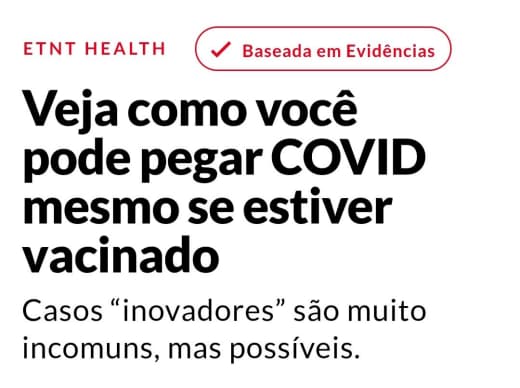 ETNT HEALTH
Baseada em Evidências
Veja como você
pode pegar COVID
mesmo se estiver
vacinado
Casos “inovadores” são muito
incomuns, mas possíveis.